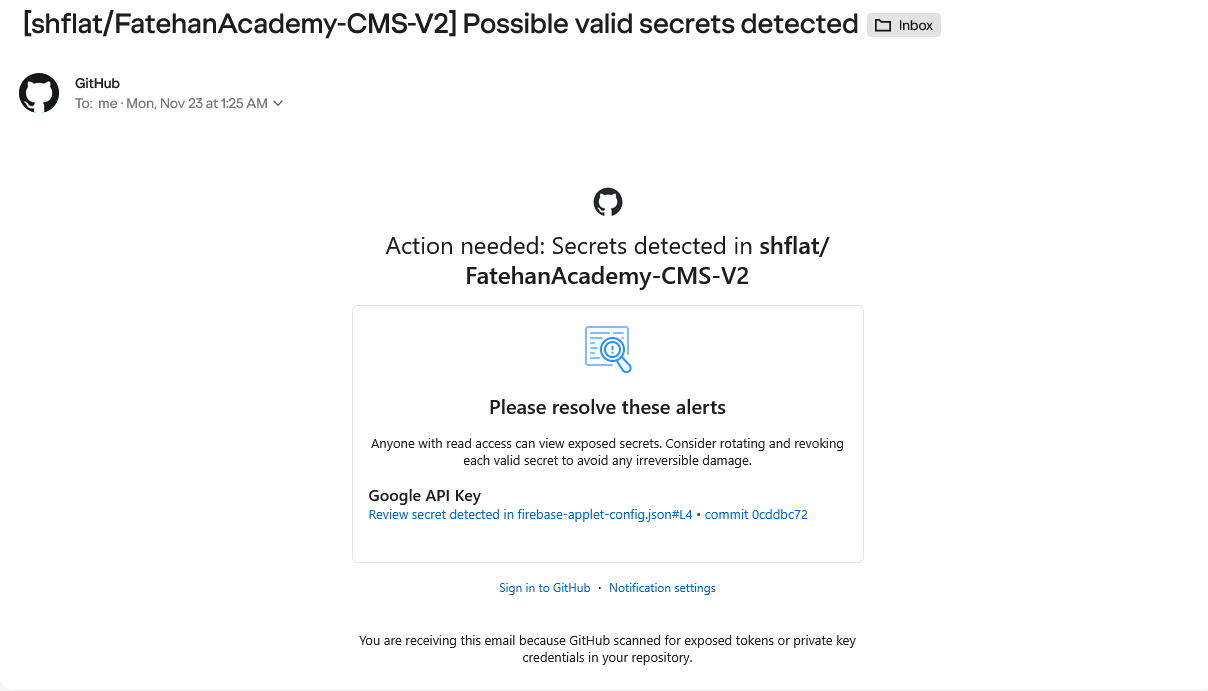 [shflat/FatehanAcademy-CMS-V2] Possible valid secrets detected Inbox
GitHub
To: me · Mon, Nov 23 at 1:25 AM
Action needed: Secrets detected in shflat/
FatehanAcademy-CMS-V2
Please resolve these alerts
Anyone with read access can view exposed secrets. Consider rotating and revoking
each valid secret to avoid any irreversible damage.
Google API Key
Review secret detected in firebase-applet-config.json#L4 • commit 0cddbc72
Sign in to GitHub · Notification settings
You are receiving this email because GitHub scanned for exposed tokens or private key
credentials in your repository.